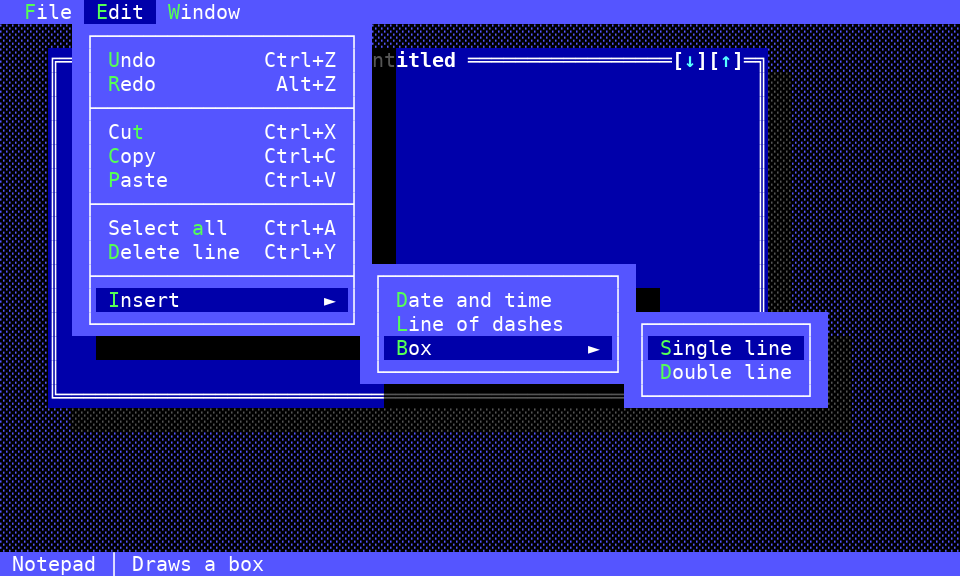 File Edit Window
ntitled [↓][↑]
Undo Ctrl+Z
Redo Alt+Z
Cut Ctrl+X
Copy Ctrl+C
Paste Ctrl+V
Select all Ctrl+A
Delete line Ctrl+Y
Insert ►
Date and time
Line of dashes
Box ►
Single line
Double line
Notepad │ Draws a box